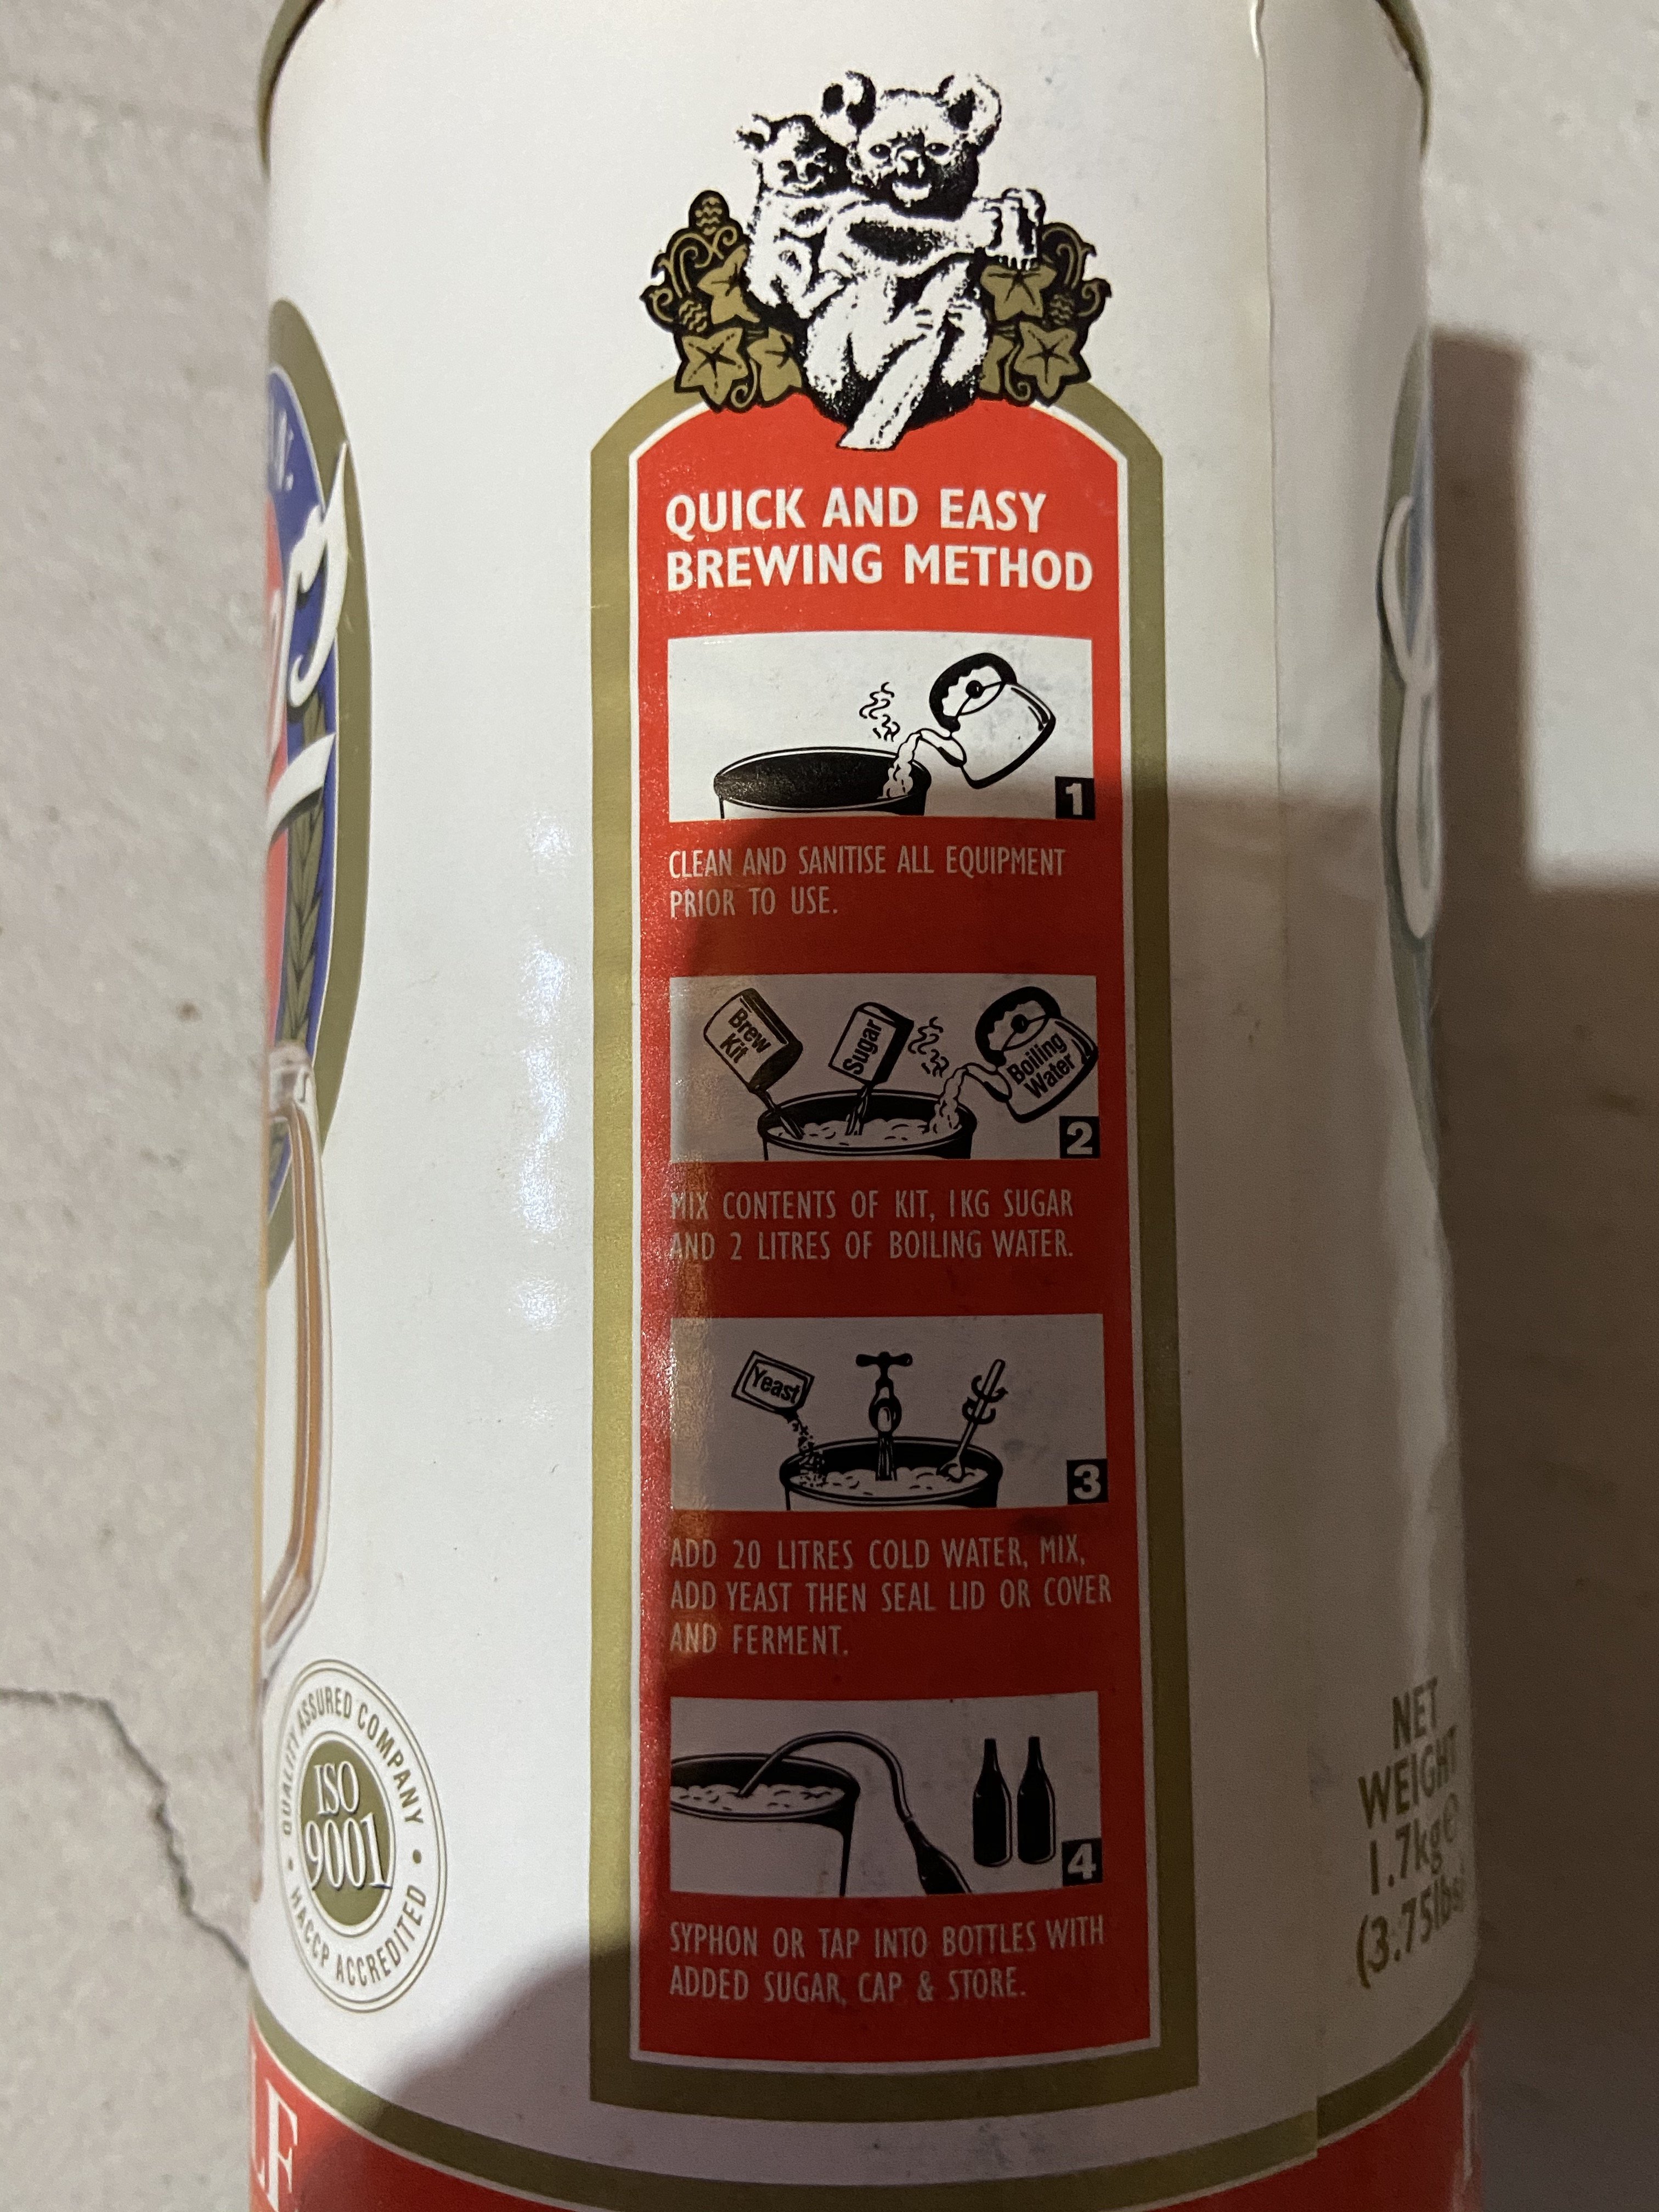 QUICK AND EASY
BREWING METHOD
1
CLEAN AND SANITISE ALL EQUIPMENT
PRIOR TO USE.
Brew
Kit
Sugar
Boiling
Water
2
MIX CONTENTS OF KIT, 1KG SUGAR
AND 2 LITRES OF BOILING WATER.
Yeast
3
ADD 20 LITRES COLD WATER, MIX,
ADD YEAST THEN SEAL LID OR COVER
AND FERMENT.
4
SYPHON OR TAP INTO BOTTLES WITH
ADDED SUGAR, CAP & STORE.
QUALITY ASSURED COMPANY
ISO
9001
HACCP ACCREDITED
NET
WEIGHT
1.7kg℮
(3.75lbs)